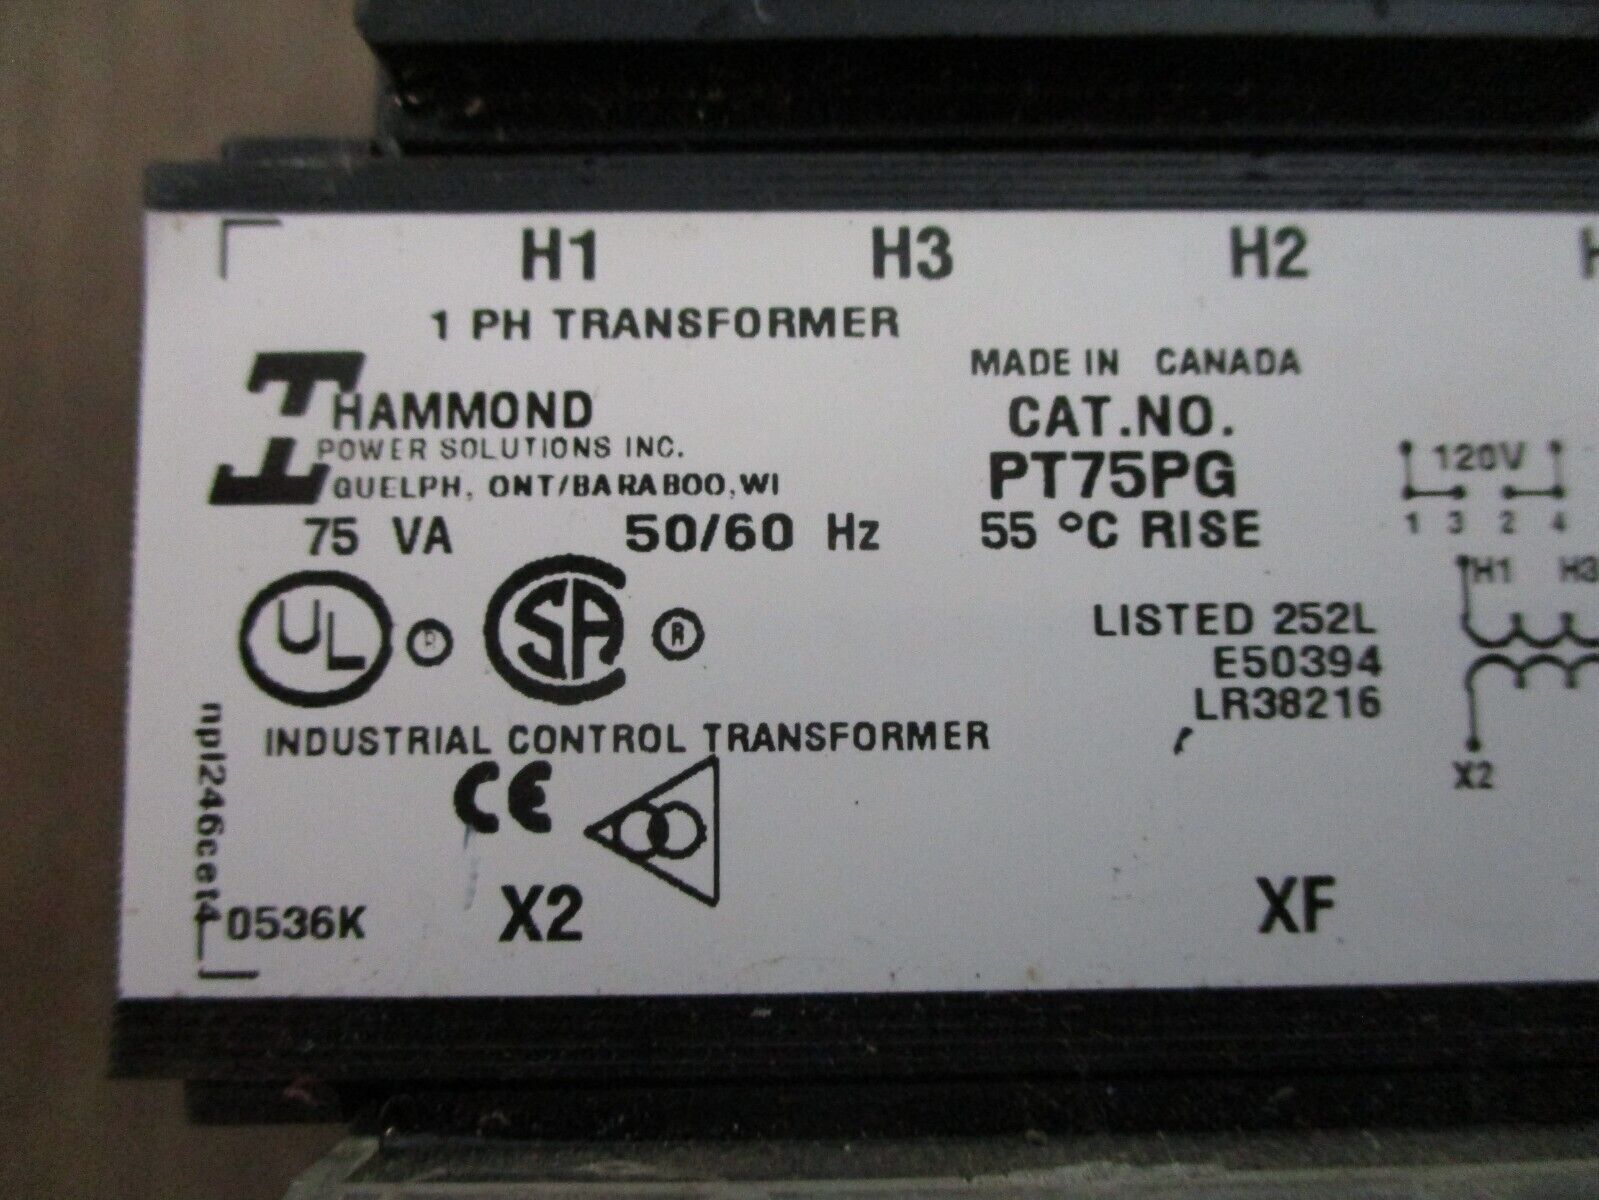 H1 H3 H2
1 PH TRANSFORMER
MADE IN CANADA
HAMMOND
CAT.NO.
POWER SOLUTIONS INC.
PT75PG
GUELPH, ONT/BARABOO,WI
75 VA 50/60 Hz 55 °C RISE
120V
1 3 2 4
H1 H3
UL R SA R
LISTED 252L
E50394
LR38216
INDUSTRIAL CONTROL TRANSFORMER
X2
CE
npl246cet4
0536K X2 XF